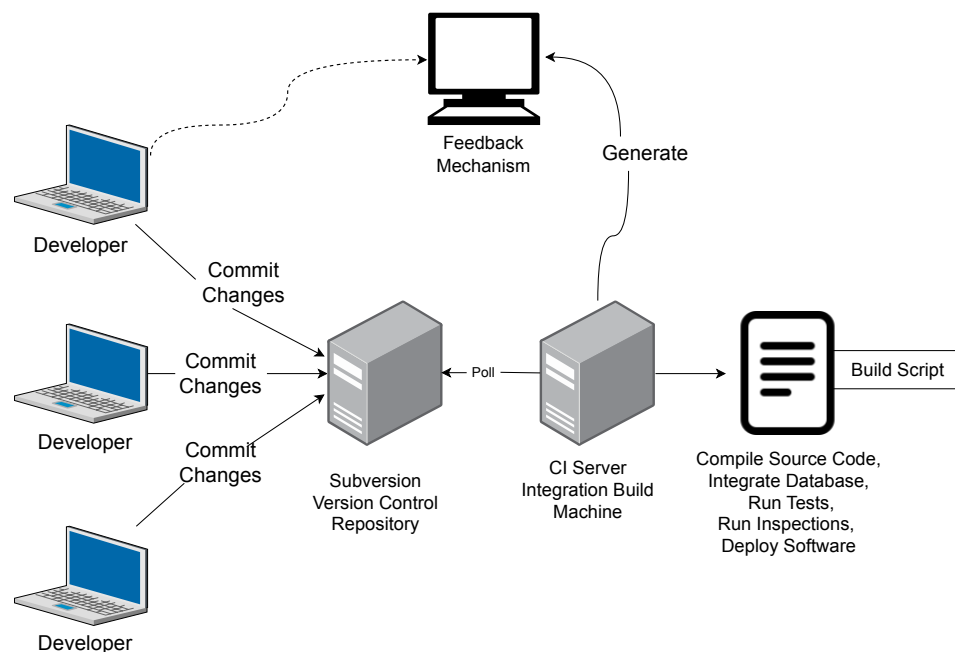 Feedback
Mechanism
Generate
Developer
Commit
Changes
Commit
Changes
Developer
Commit
Changes
Developer
Poll
Subversion
Version Control
Repository
CI Server
Integration Build
Machine
Build Script
Compile Source Code,
Integrate Database,
Run Tests,
Run Inspections,
Deploy Software